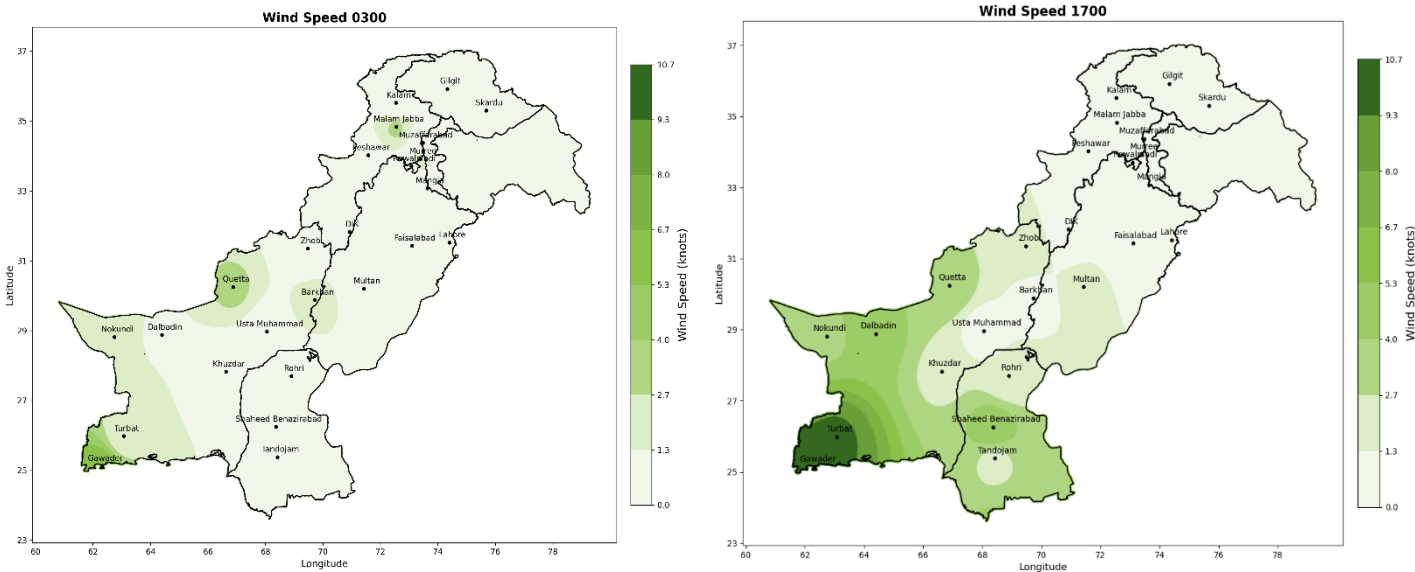 Wind Speed 0300
37
35
33
31
29
27
25
23
Latitude
60
62
64
66
68
70
72
74
76
78
Longitude
Gilgit
Kalam
Skardu
Malam Jabba
Muzaffarabad
Peshawar
Murree
Rawalpindi
Mangla
DIK
Zhob
Faisalabad
Lahore
Quetta
Barkhan
Multan
Nokundi
Dalbadin
Usta Muhammad
Khuzdar
Rohri
Turbat
Shaheed Benazirabad
Gawader
Tandojam
10.7
9.3
8.0
6.7
5.3
4.0
2.7
1.3
0.0
Wind Speed (knots)
Wind Speed 1700
37
35
33
31
29
27
25
23
Latitude
60
62
64
66
68
70
72
74
76
78
Longitude
Gilgit
Kalam
Skardu
Malam Jabba
Muzaffarabad
Murree
Peshawar
Rawalpindi
Mangla
DIK
Zhob
Faisalabad
Lahore
Quetta
Barkhan
Multan
Nokundi
Dalbadin
Usta Muhammad
Khuzdar
Rohri
Turbat
Shaheed Benazirabad
Gawader
Tandojam
10.7
9.3
8.0
6.7
5.3
4.0
2.7
1.3
0.0
Wind Speed (knots)